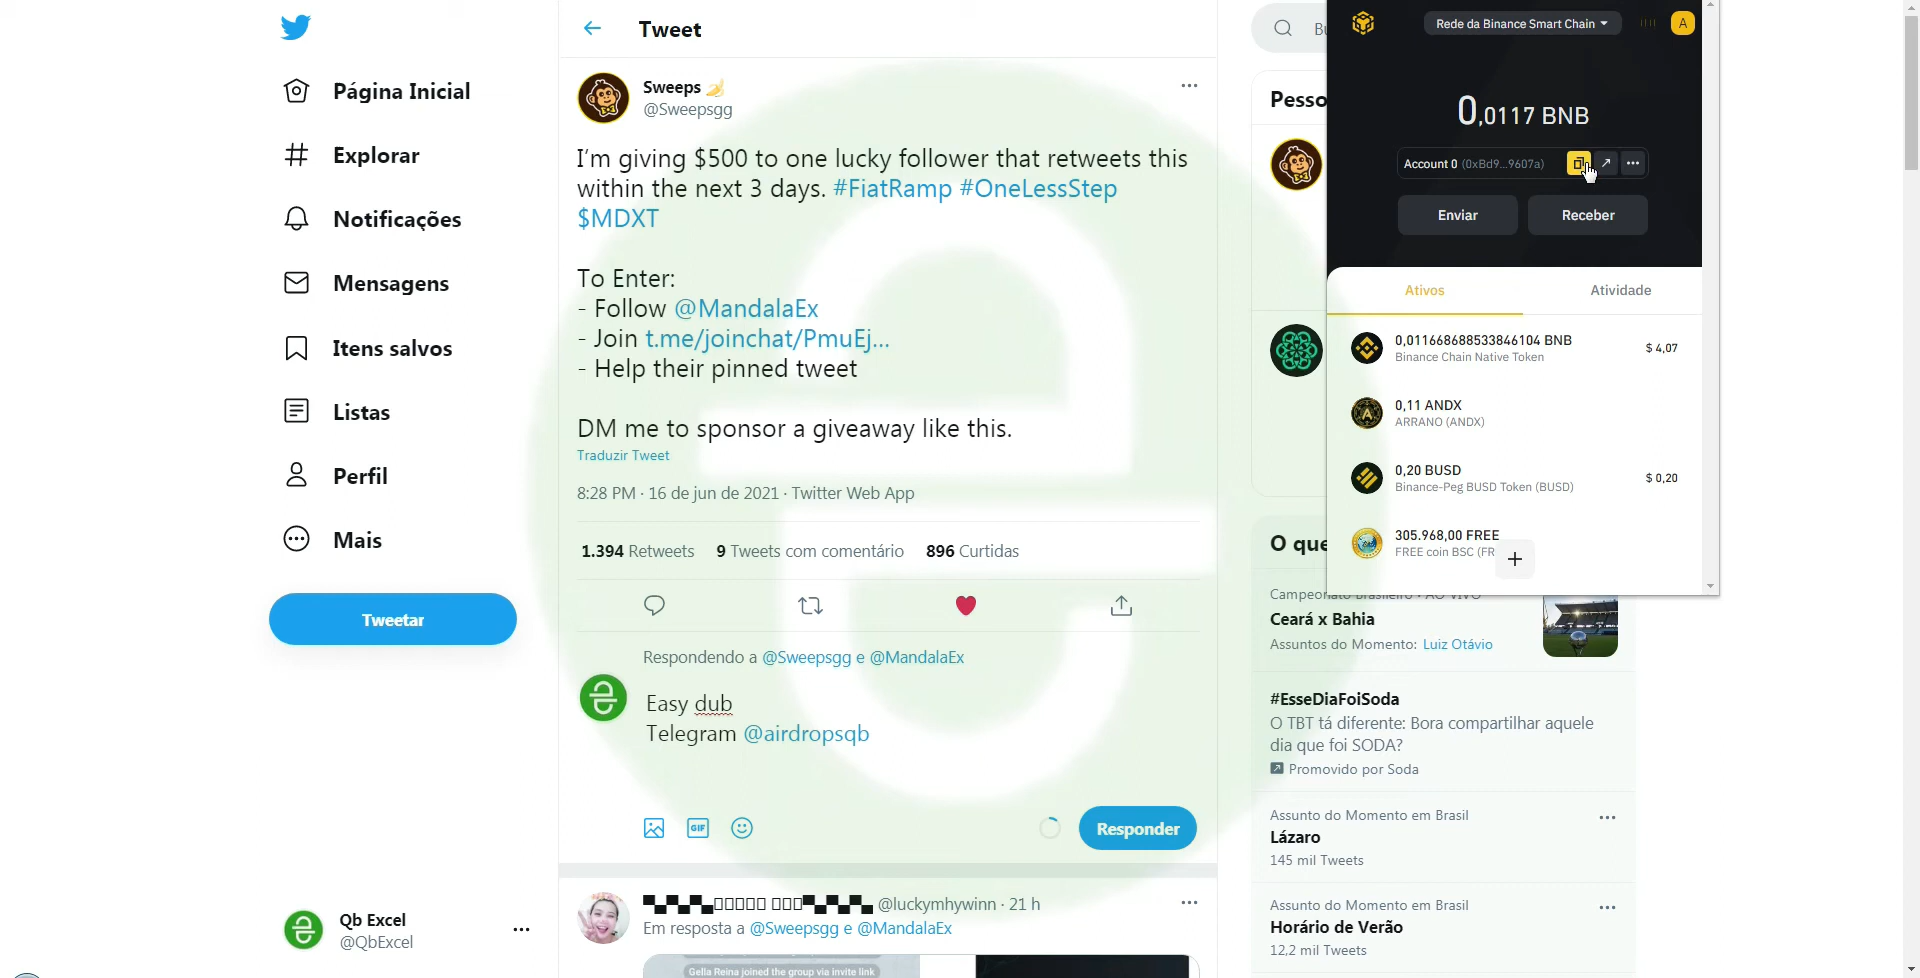 Página Inicial
Explorar
Notificações
Mensagens
Itens salvos
Listas
Perfil
Mais
Tweetar
Qb Excel
@QbExcel
Tweet
Sweeps
@Sweepsgg
I'm giving $500 to one lucky follower that retweets this
within the next 3 days. #FiatRamp #OneLessStep
$MDXT
To Enter:
- Follow @MandalaEx
- Join t.me/joinchat/PmuEj...
- Help their pinned tweet
DM me to sponsor a giveaway like this.
Traduzir Tweet
8:28 PM · 16 de jun de 2021 · Twitter Web App
1.394 Retweets 9 Tweets com comentário 896 Curtidas
Respondendo a @Sweepsgg e @MandalaEx
Easy dub
Telegram @airdropsqb
GIF
Responder
@luckymhywinn · 21 h
Em resposta a @Sweepsgg e @MandalaEx
Gella Reina joined the group via invite link
Rede da Binance Smart Chain
A
0,0117 BNB
Account 0 (0xBd9...9607a)
Enviar Receber
Ativos Atividade
0,011668688533846104 BNB
Binance Chain Native Token
$ 4,07
0,11 ANDX
ARRANO (ANDX)
0,20 BUSD
Binance-Peg BUSD Token (BUSD)
$ 0,20
305.968,00 FREE
FREE coin BSC (FR
Ceará x Bahia
Assuntos do Momento: Luiz Otávio
#EsseDiaFoiSoda
O TBT tá diferente: Bora compartilhar aquele
dia que foi SODA?
Promovido por Soda
Assunto do Momento em Brasil
Lázaro
145 mil Tweets
Assunto do Momento em Brasil
Horário de Verão
12,2 mil Tweets